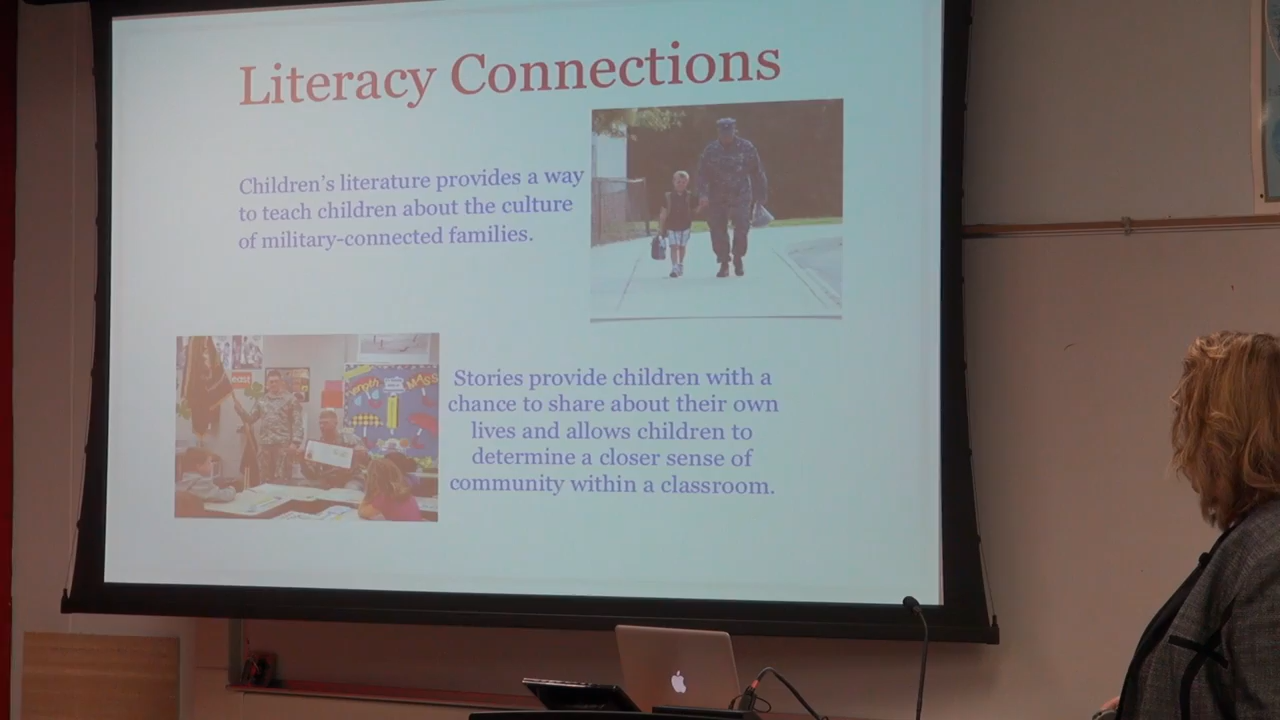 Literacy Connections
Children's literature provides a way
to teach children about the culture
of military-connected families.
Stories provide children with a
chance to share about their own
lives and allows children to
determine a closer sense of
community within a classroom.